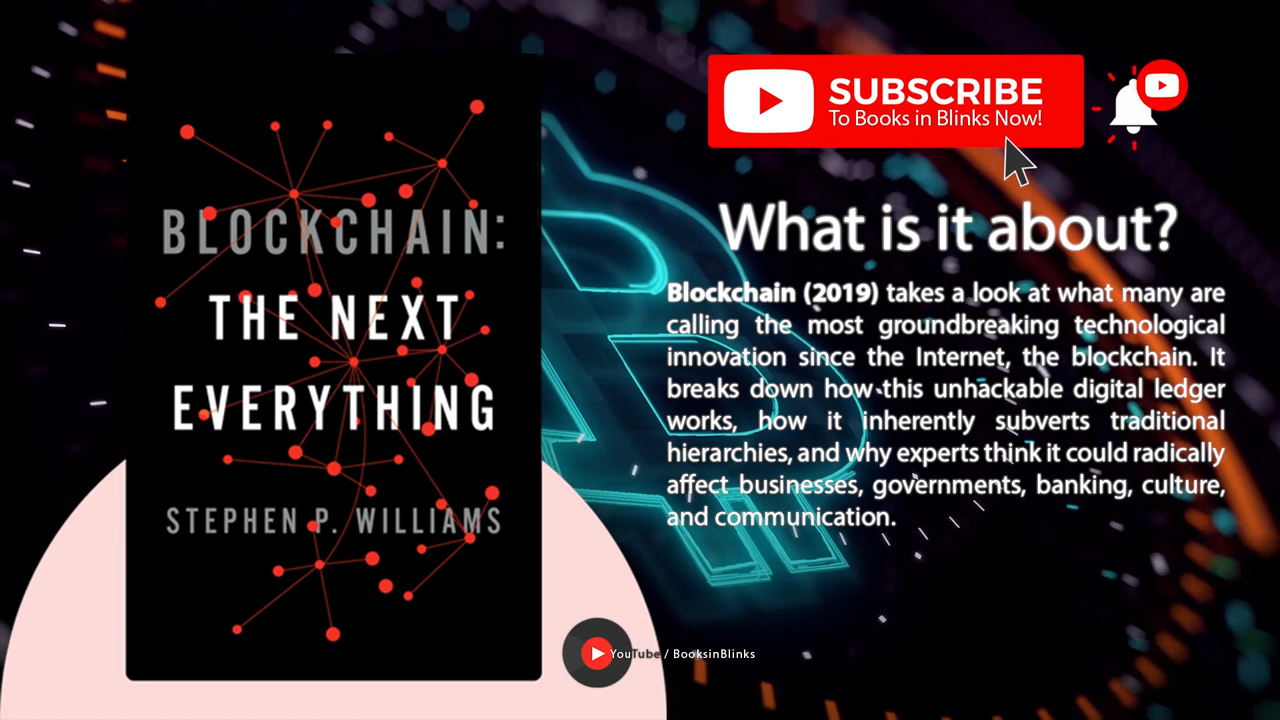 BLOCKCHAIN:
THE NEXT
EVERYTHING
STEPHEN P. WILLIAMS
SUBSCRIBE
To Books in Blinks Now!
What is it about?
Blockchain (2019) takes a look at what many are
calling the most groundbreaking technological
innovation since the Internet, the blockchain. It
breaks down how this unhackable digital ledger
works, how it inherently subverts traditional
hierarchies, and why experts think it could radically
affect businesses, governments, banking, culture,
and communication.
YouTube / BooksinBlinks